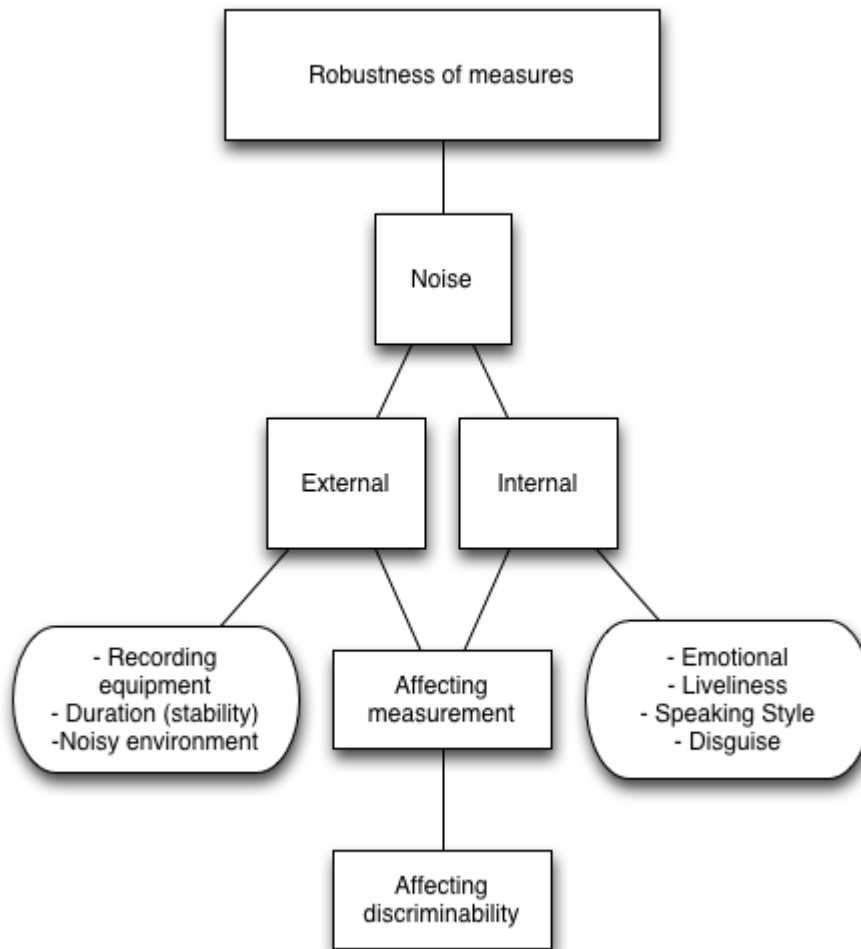 Robustness of measures
Noise
External
Internal
- Recording
equipment
- Duration (stability)
-Noisy environment
Affecting
measurement
- Emotional
- Liveliness
- Speaking Style
- Disguise
Affecting
discriminability